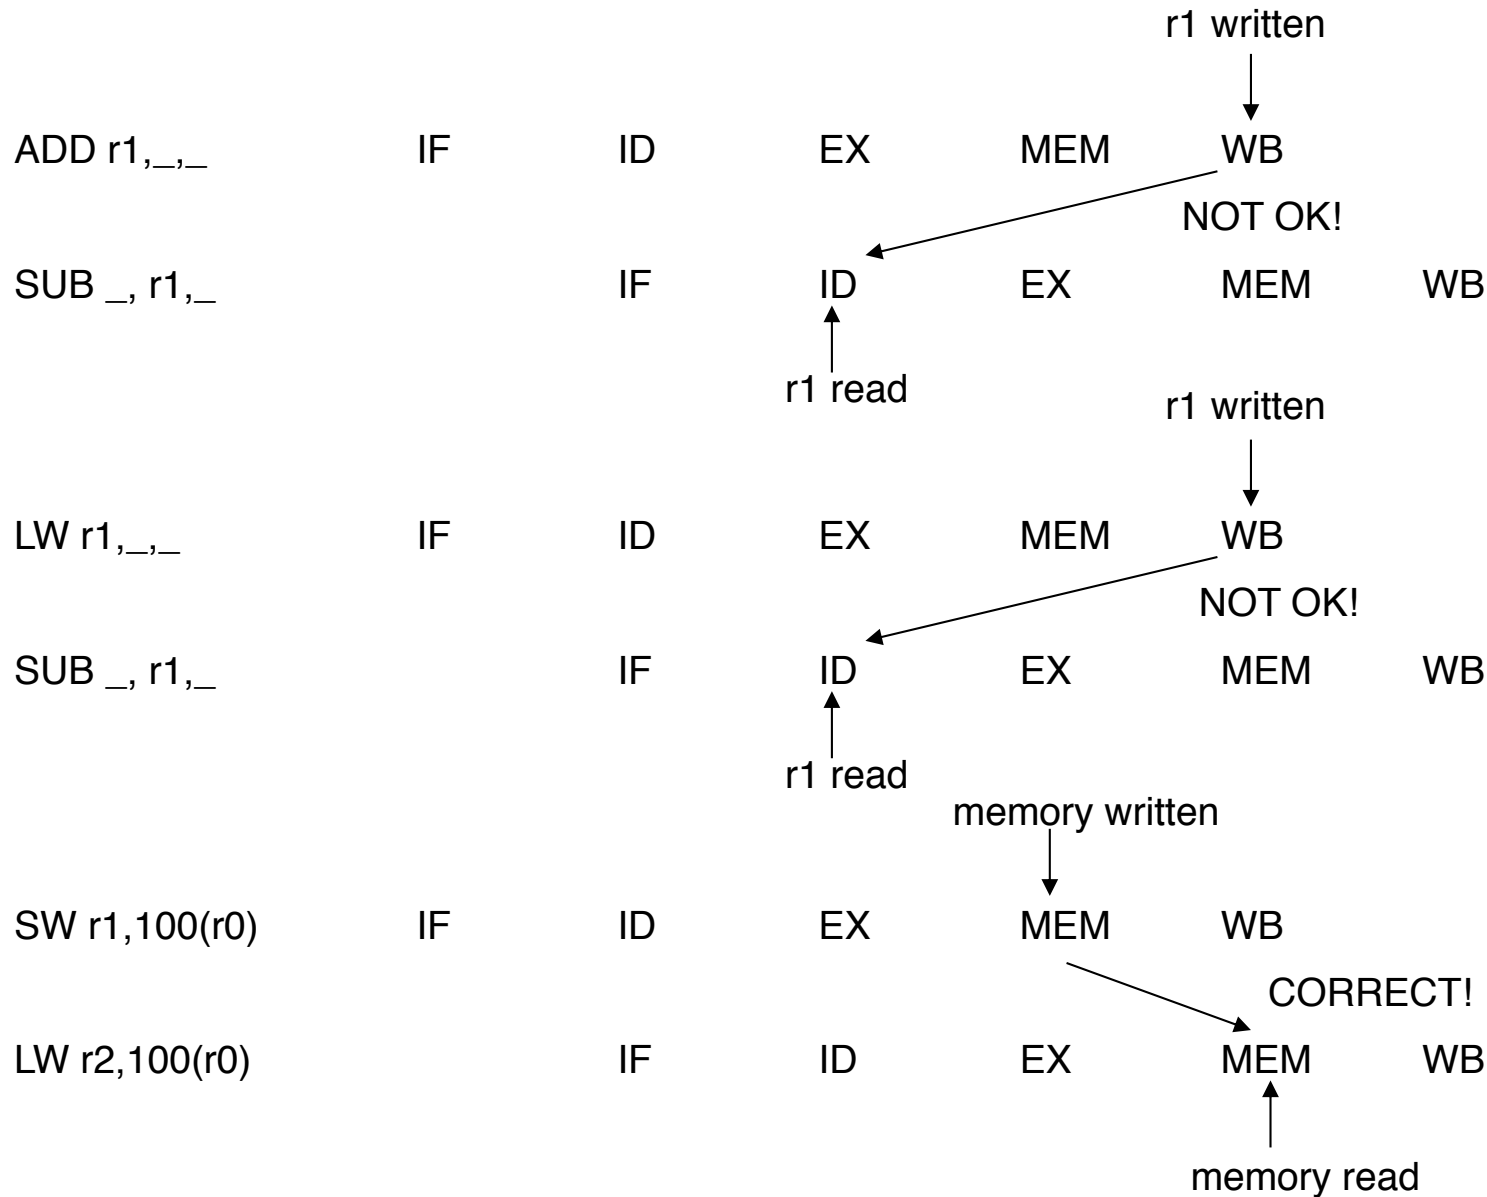 r1 written
ADD r1,_,_ IF ID EX MEM WB
NOT OK!
SUB _, r1,_ IF ID EX MEM WB
r1 read
r1 written
LW r1,_,_ IF ID EX MEM WB
NOT OK!
SUB _, r1,_ IF ID EX MEM WB
r1 read
memory written
SW r1,100(r0) IF ID EX MEM WB
CORRECT!
LW r2,100(r0) IF ID EX MEM WB
memory read